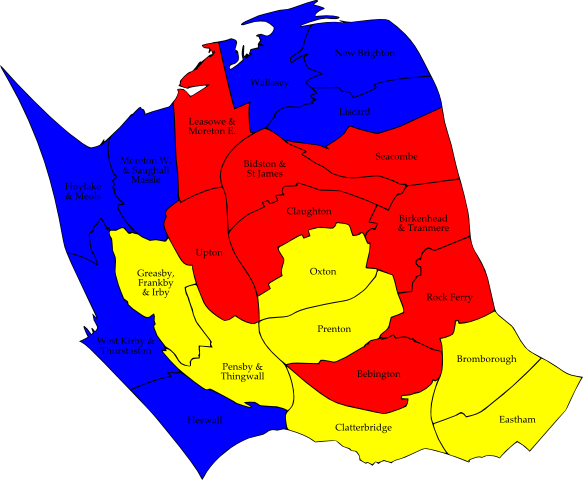 New Brighton
Wallasey
Liscard
Leasowe &
Moreton E.
Seacombe
Moreton W.
& Saughall
Massie
Bidston &
St James
Hoylake
& Meols
Claughton
Birkenhead
& Tranmere
Upton
Oxton
Greasby,
Frankby
& Irby
Rock Ferry
Prenton
West Kirby &
Thurstaston
Bromborough
Pensby &
Thingwall
Bebington
Heswall
Clatterbridge
Eastham